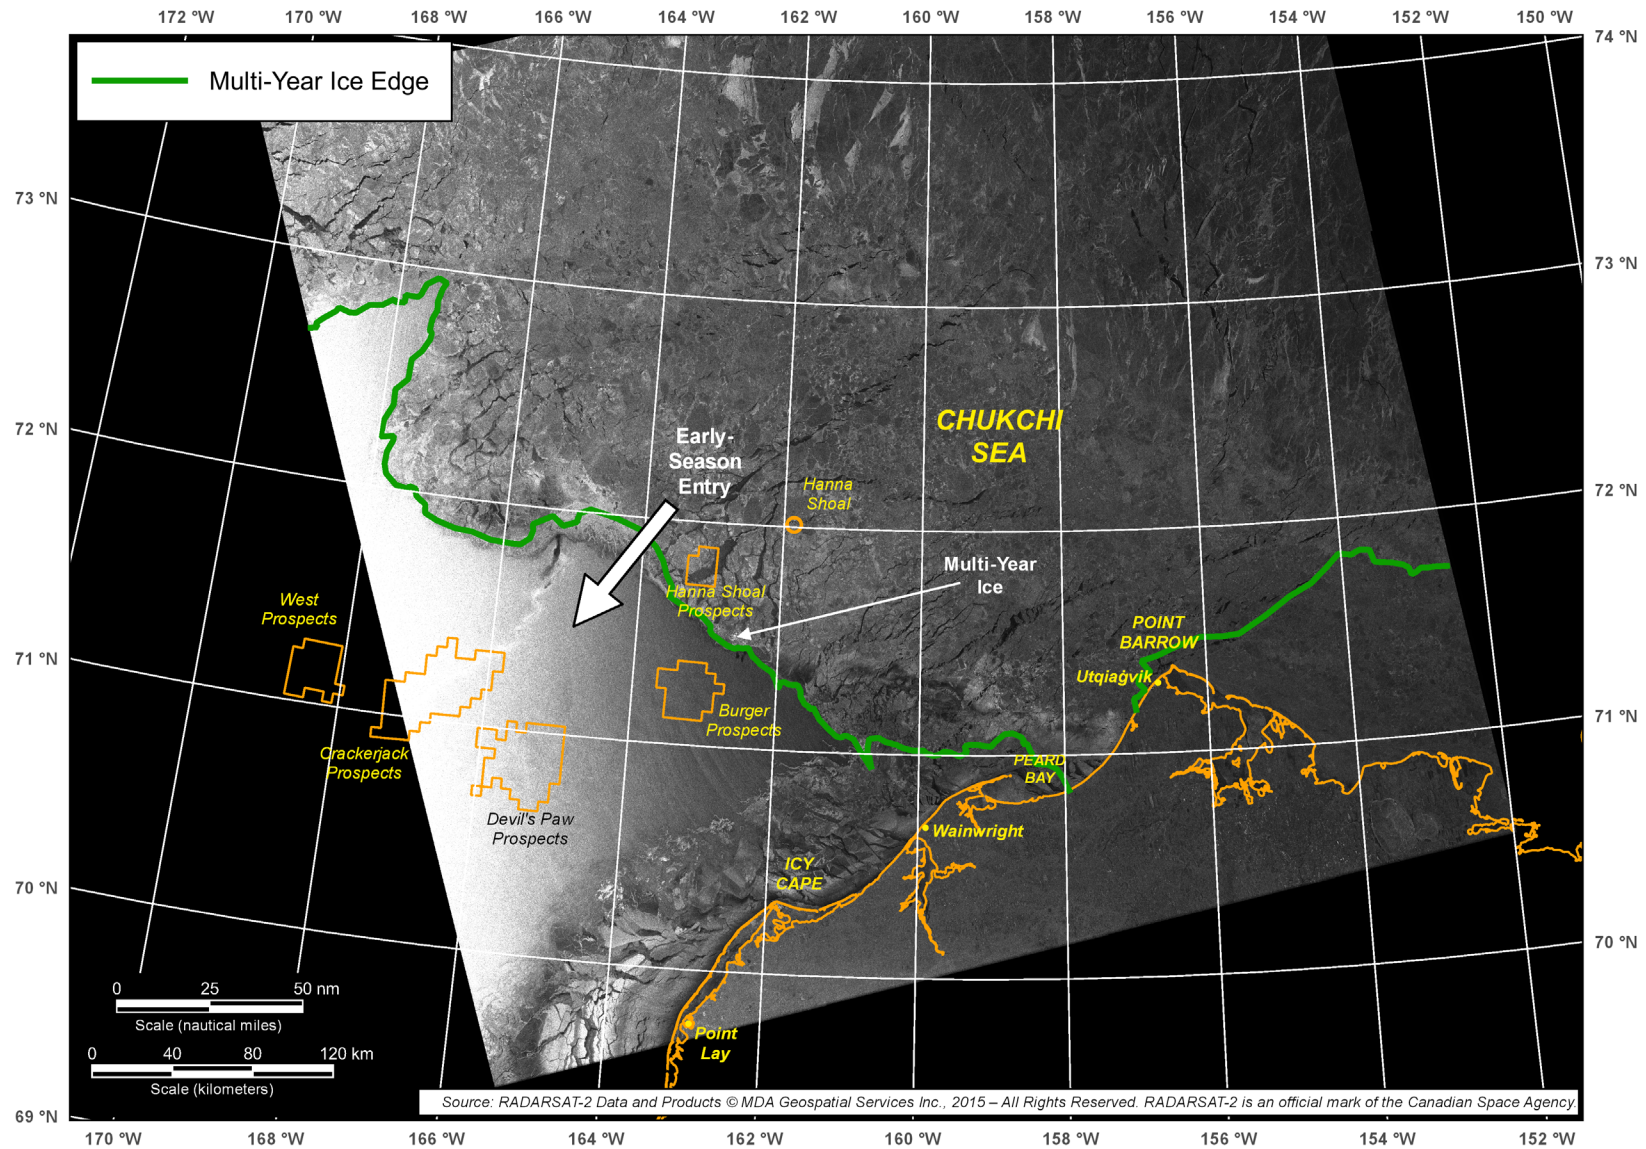 172 °W 170 °W 168 °W 166 °W 164 °W 162 °W 160 °W 158 °W 156 °W 154 °W 152 °W 150 °W
74 °N
Multi-Year Ice Edge
73 °N
73 °N
CHUKCHI
SEA
72 °N
Early-
Season
Entry
Hanna
Shoal
72 °N
Multi-Year
Ice
Hanna Shoal
Prospects
West
Prospects
POINT
BARROW
71 °N
Utqiaġvik
Burger
Prospects
71 °N
Crackerjack
Prospects
PEARD
BAY
Devil's Paw
Prospects
Wainwright
ICY
CAPE
70 °N
70 °N
0 25 50 nm
Scale (nautical miles)
Point
Lay
0 40 80 120 km
Scale (kilometers)
Source: RADARSAT-2 Data and Products © MDA Geospatial Services Inc., 2015 – All Rights Reserved. RADARSAT-2 is an official mark of the Canadian Space Agency.
69 °N
170 °W 168 °W 166 °W 164 °W 162 °W 160 °W 158 °W 156 °W 154 °W 152 °W